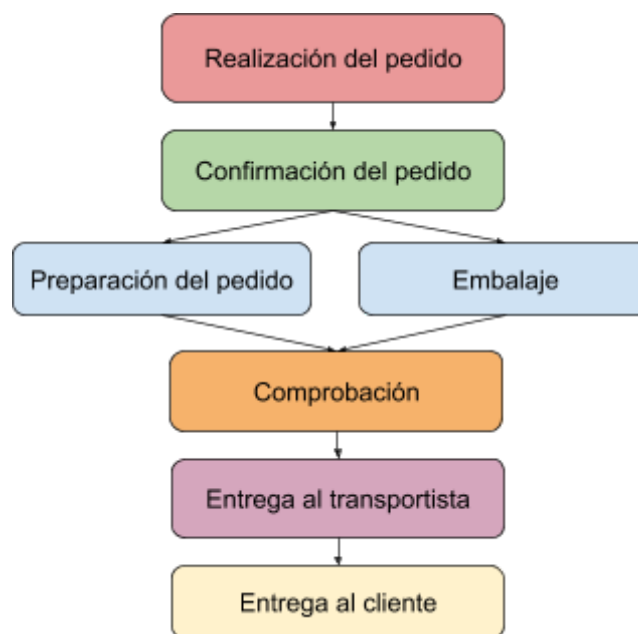 Realización del pedido
Confirmación del pedido
Preparación del pedido
Embalaje
Comprobación
Entrega al transportista
Entrega al cliente